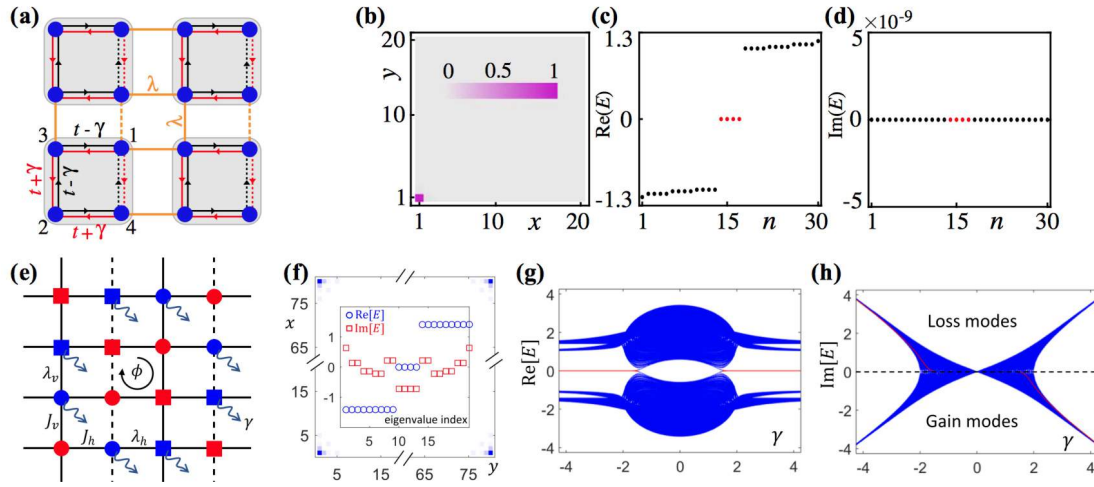 (a)
λ
λ
3
t-γ
1
t+γ
t-γ
2
t+γ
4
(b)
20
y
10
1
0 0.5 1
1 10 x 20
(c)
1.3
Re(E)
0
-1.3
1 15 n 30
(d)
×10-9
5
Im(E)
0
-5
1 15 n 30
(e)
λv
ϕ
Jv
Jh
λh
γ
(f)
75
x
65
15
5
Re[E]
Im[E]
1
0
-1
eigenvalue index
5 10 15
5 15 65 75
y
(g)
4
2
Re[E]
0
-2
-4
γ
-4 -2 0 2 4
(h)
4
2
Im[E]
0
-2
-4
Loss modes
Gain modes
γ
-4 -2 0 2 4